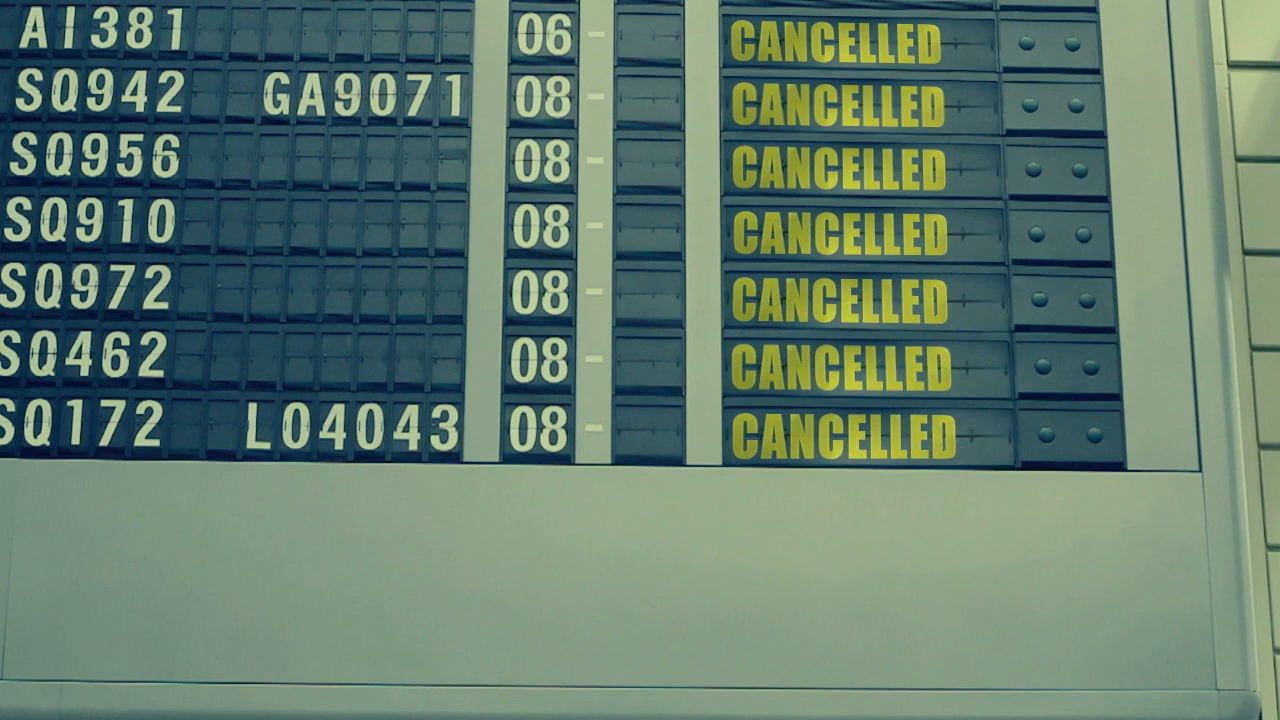 AI381 06 - CANCELLED
SQ942 GA9071 08 - CANCELLED
SQ956 08 - CANCELLED
SQ910 08 - CANCELLED
SQ972 08 - CANCELLED
SQ462 08 - CANCELLED
SQ172 LO4043 08 - CANCELLED